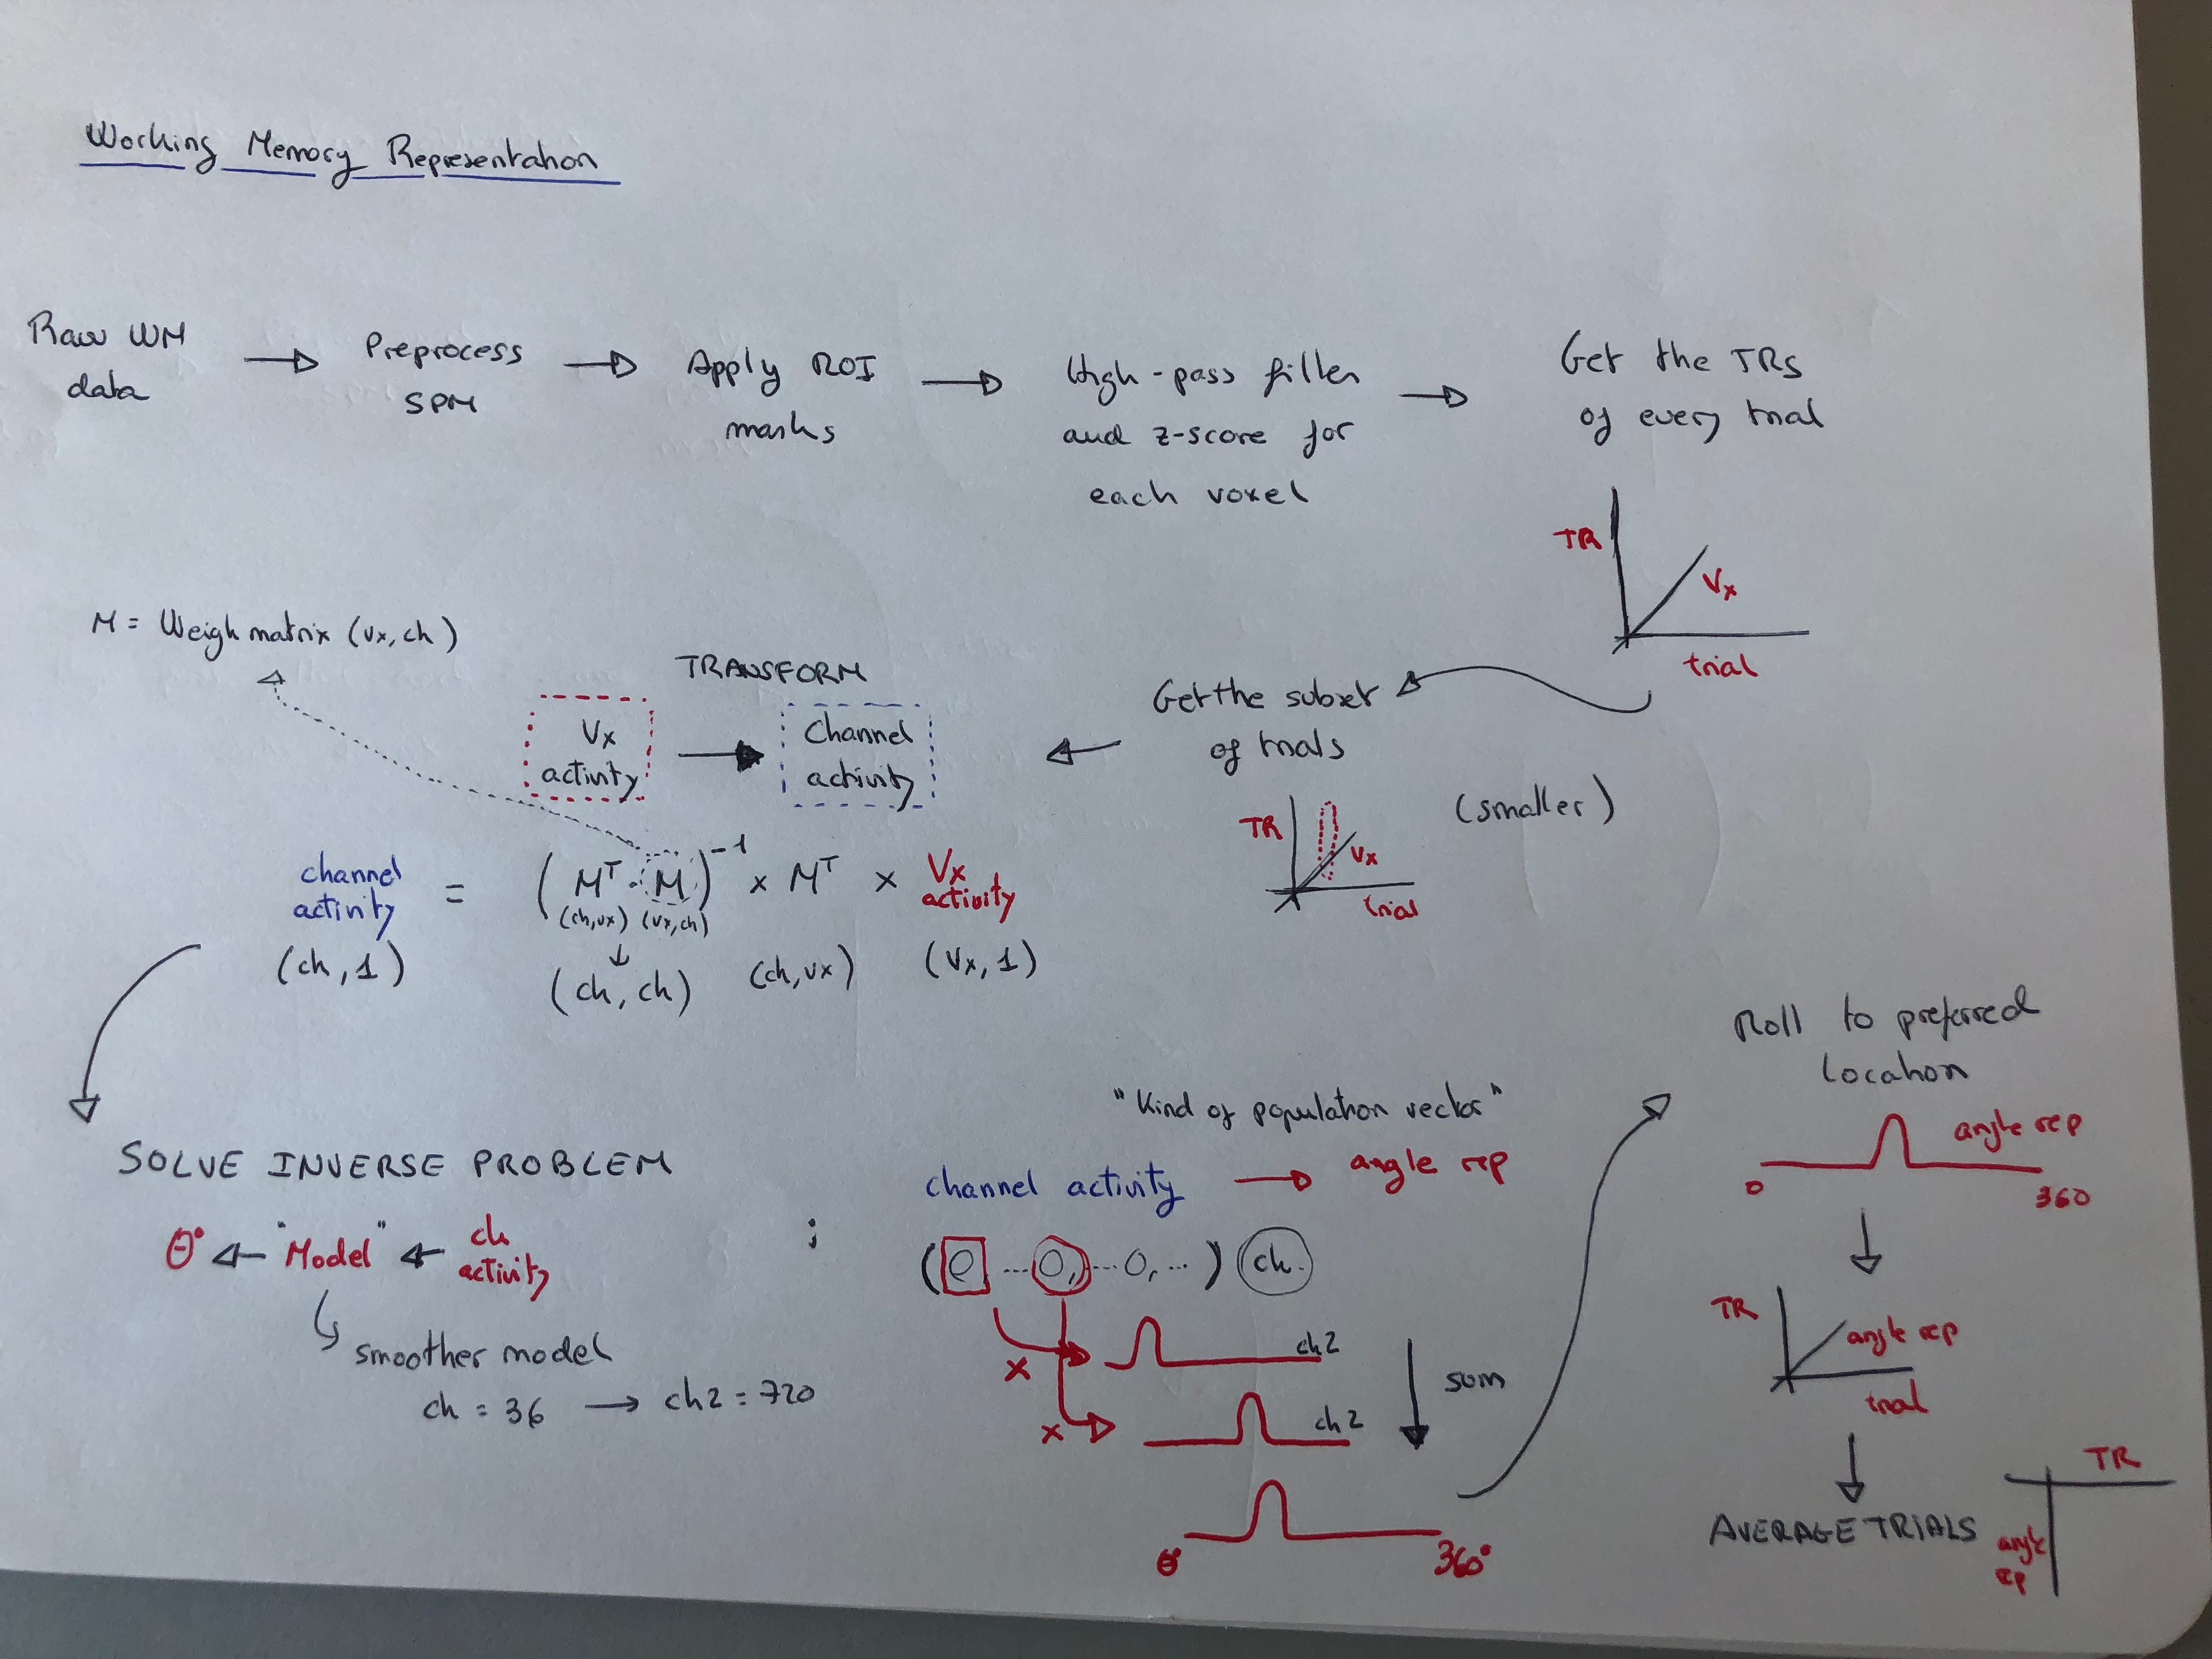 Working Memory Representation
Raw WM
data
Preprocess
SPM
Apply ROI
masks
High-pass filter
and z-score for
each voxel
Get the TRs
of every trial
TR
Vx
trial
M = Weigh matrix (vx, ch)
TRANSFORM
Vx
activity
Channel
activity
Get the subset
of trials
(smaller)
TR
Vx
trial
channel
activity
= (Mᵀ · M)⁻¹ × Mᵀ × Vx
activity
(ch,vx) (vx,ch)
(ch, 1)
(ch, ch) (ch,vx) (Vx, 1)
SOLVE INVERSE PROBLEM
θ° "Model" ch
activity
smoother model
ch = 36 → ch2 = 720
;
"Kind of population vector"
channel activity → angle rep
( 0, ... 0, ... 0, ... ) ch.
x
ch2
x
ch2
sum
0°
360°
Roll to preferred
location
angle rep
0
360
TR
angle rep
trial
AVERAGE TRIALS
TR
angle
rep